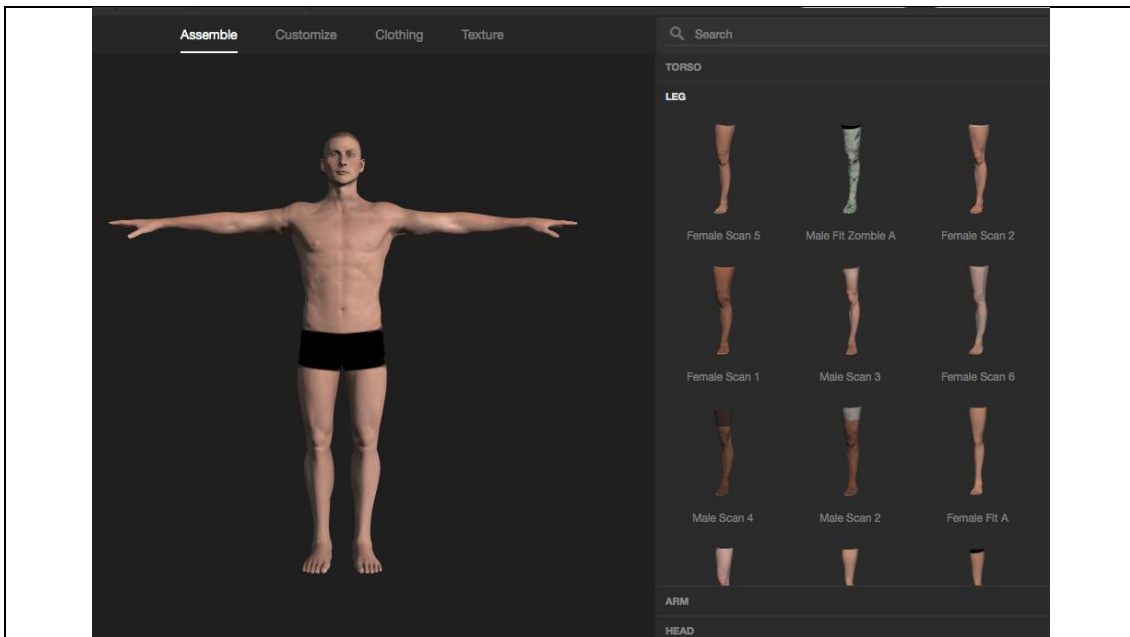 Assemble Customize Clothing Texture
Search
TORSO
LEG
Female Scan 5 Male Fit Zombie A Female Scan 2
Female Scan 1 Male Scan 3 Female Scan 6
Male Scan 4 Male Scan 2 Female Fit A
ARM
HEAD